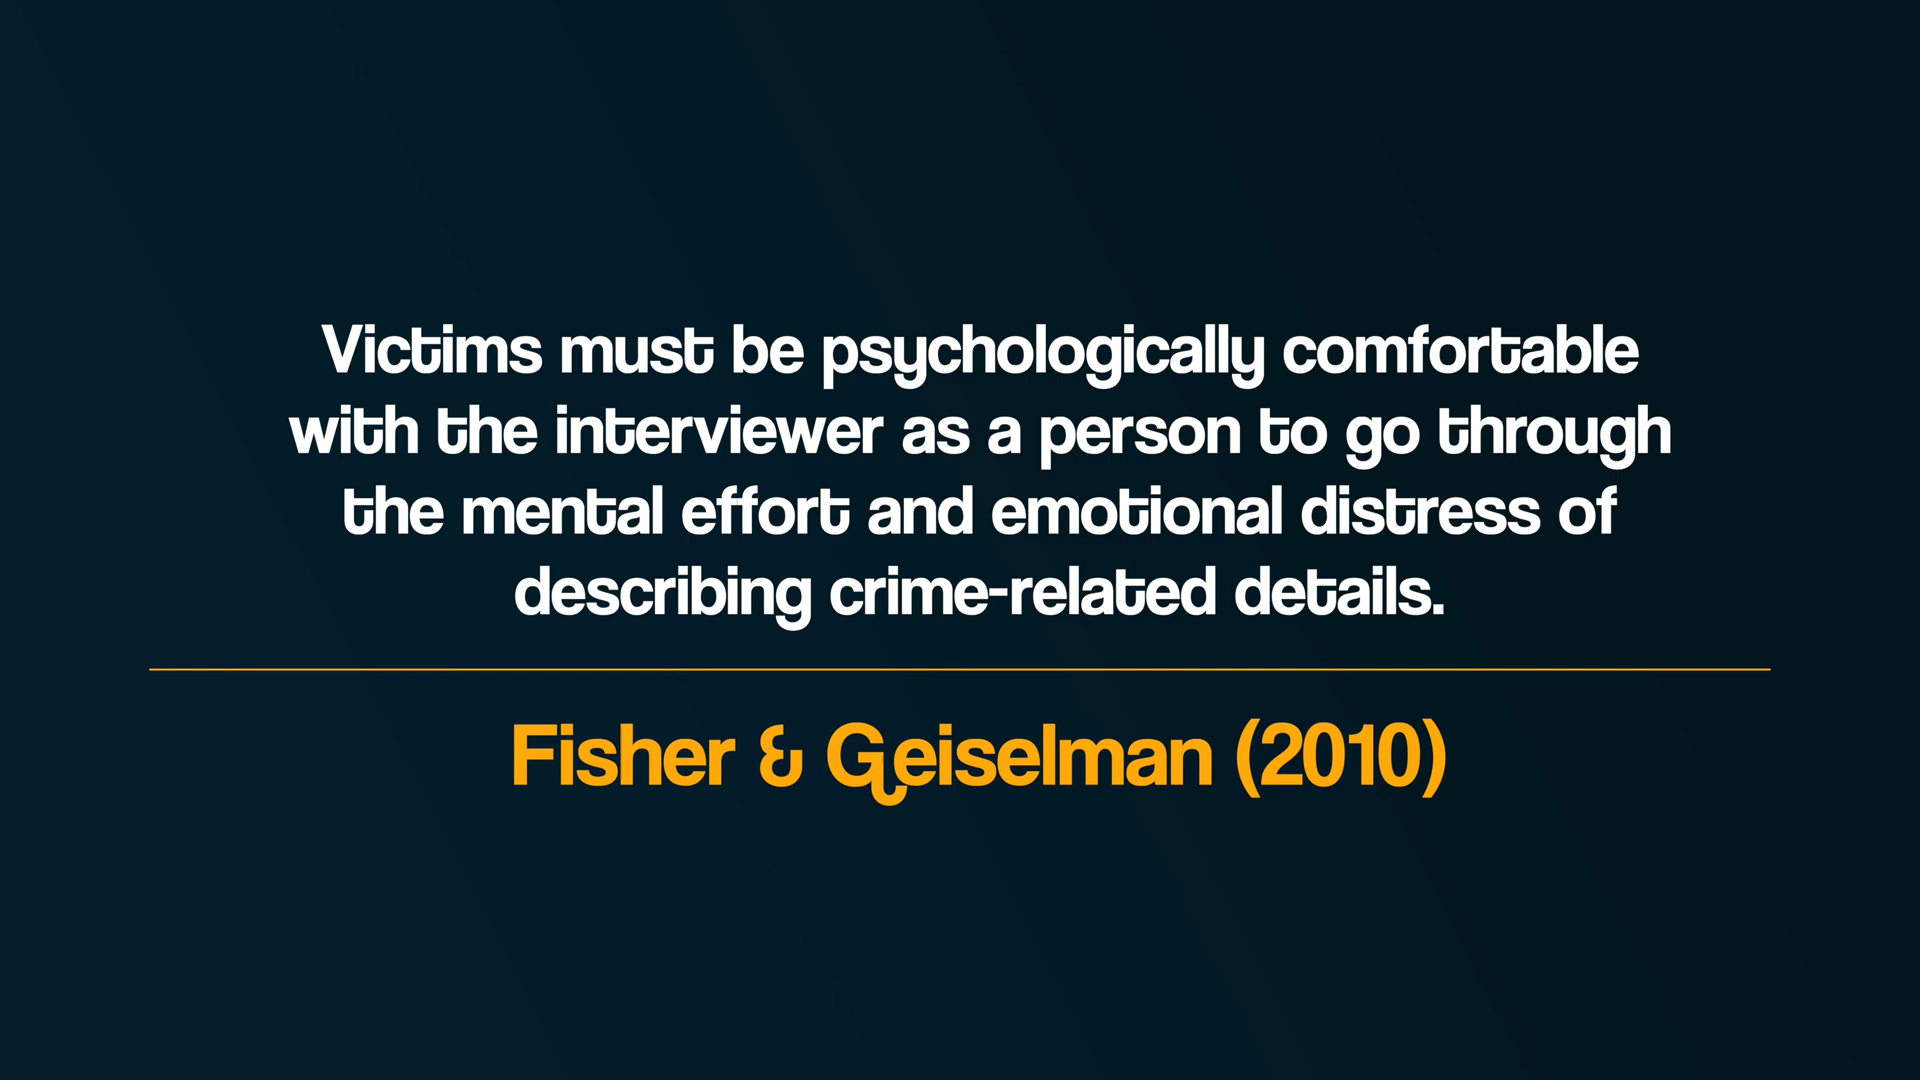 Victims must be psychologically comfortable
with the interviewer as a person to go through
the mental effort and emotional distress of
describing crime-related details.
Fisher & Geiselman (2010)